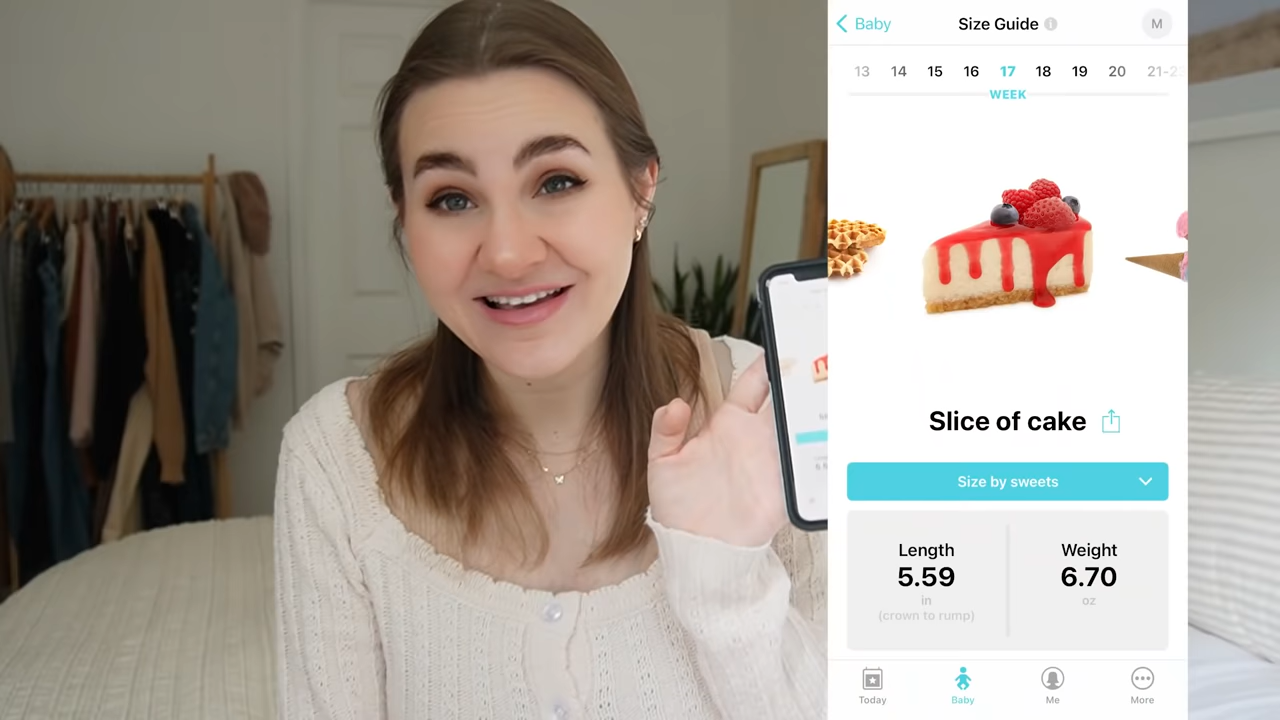 Baby
Size Guide
M
13 14 15 16 17 18 19 20
WEEK
Slice of cake
Size by sweets
Length
5.59
in
(crown to rump)
Weight
6.70
oz
Today
Baby
Me
More